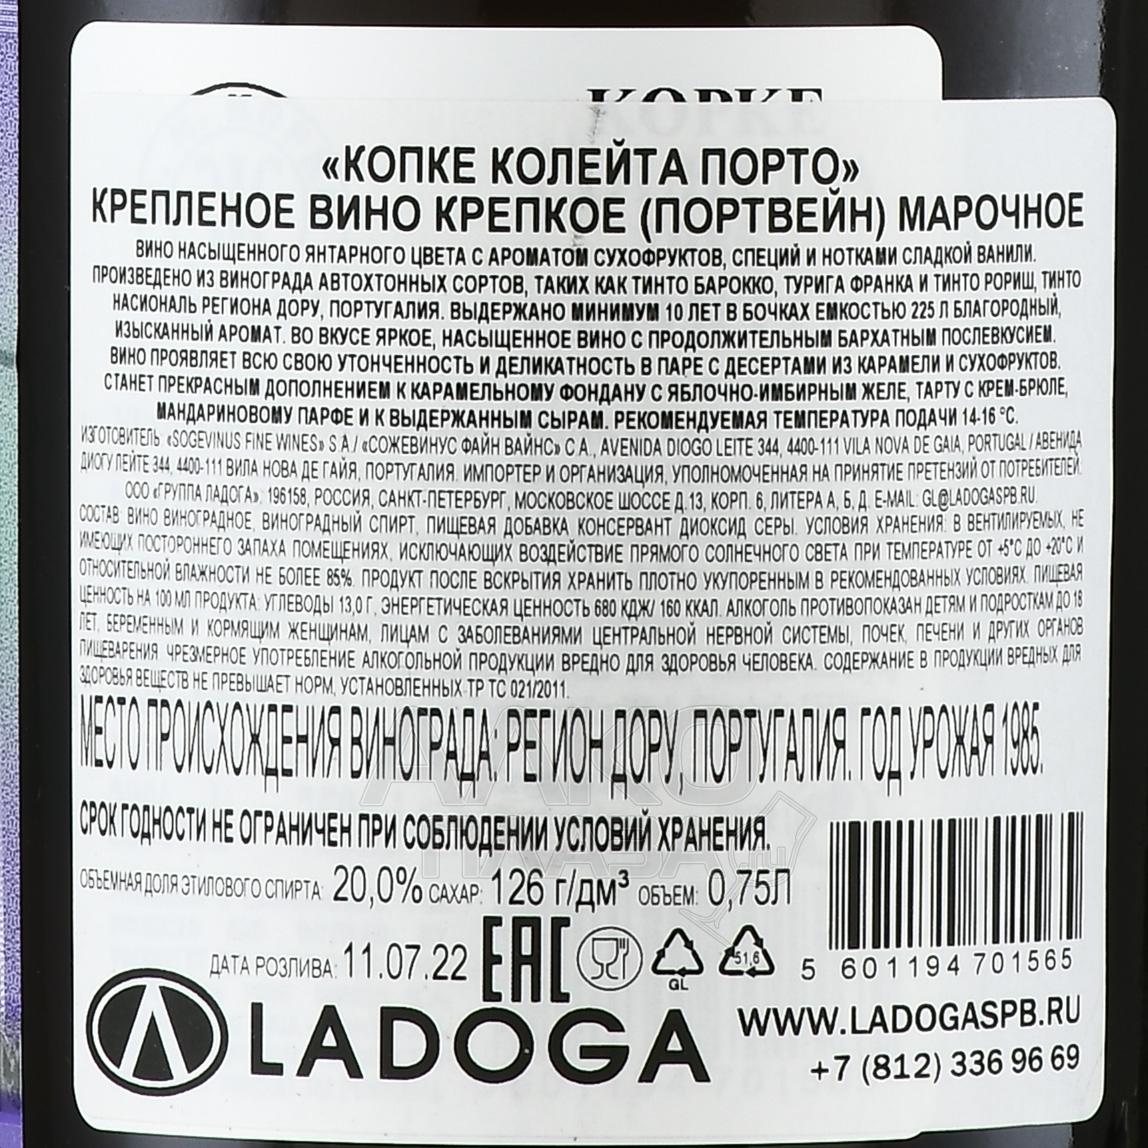 KOPKE
«КОПКЕ КОЛЕЙТА ПОРТО»
КРЕПЛЕНОЕ ВИНО КРЕПКОЕ (ПОРТВЕЙН) МАРОЧНОЕ
ВИНО НАСЫЩЕННОГО ЯНТАРНОГО ЦВЕТА С АРОМАТОМ СУХОФРУКТОВ, СПЕЦИЙ И НОТКАМИ СЛАДКОЙ ВАНИЛИ.
ПРОИЗВЕДЕНО ИЗ ВИНОГРАДА АВТОХТОННЫХ СОРТОВ, ТАКИХ КАК ТИНТО БАРОККО, ТУРИГА ФРАНКА И ТИНТО РОРИШ, ТИНТО
НАСИОНАЛЬ РЕГИОНА ДОРУ, ПОРТУГАЛИЯ. ВЫДЕРЖАНО МИНИМУМ 10 ЛЕТ В БОЧКАХ ЕМКОСТЬЮ 225 Л БЛАГОРОДНЫЙ,
ИЗЫСКАННЫЙ АРОМАТ. ВО ВКУСЕ ЯРКОЕ, НАСЫЩЕННОЕ ВИНО С ПРОДОЛЖИТЕЛЬНЫМ БАРХАТНЫМ ПОСЛЕВКУСИЕМ.
ВИНО ПРОЯВЛЯЕТ ВСЮ СВОЮ УТОНЧЕННОСТЬ И ДЕЛИКАТНОСТЬ В ПАРЕ С ДЕСЕРТАМИ ИЗ КАРАМЕЛИ И СУХОФРУКТОВ.
СТАНЕТ ПРЕКРАСНЫМ ДОПОЛНЕНИЕМ К КАРАМЕЛЬНОМУ ФОНДАНУ С ЯБЛОЧНО-ИМБИРНЫМ ЖЕЛЕ, ТАРТУ С КРЕМ-БРЮЛЕ,
МАНДАРИНОВОМУ ПАРФЕ И К ВЫДЕРЖАННЫМ СЫРАМ. РЕКОМЕНДУЕМАЯ ТЕМПЕРАТУРА ПОДАЧИ 14-16 °С.
ИЗГОТОВИТЕЛЬ «SOGEVINUS FINE WINES» S.A./ «СОЖЕВИНУС ФАЙН ВАЙНС» С.А., AVENIDA DIOGO LEITE 344, 4400-111 VILA NOVA DE GAIA, PORTUGAL / АВЕНИДА
ДИОГУ ЛЕЙТЕ 344, 4400-111 ВИЛА НОВА ДЕ ГАЙЯ, ПОРТУГАЛИЯ. ИМПОРТЕР И ОРГАНИЗАЦИЯ, УПОЛНОМОЧЕННАЯ НА ПРИНЯТИЕ ПРЕТЕНЗИЙ ОТ ПОТРЕБИТЕЛЕЙ:
ООО «ГРУППА ЛАДОГА», 196158, РОССИЯ, САНКТ-ПЕТЕРБУРГ, МОСКОВСКОЕ ШОССЕ Д.13, КОРП. 6, ЛИТЕРА А, Б, Д. E-MAIL: GL@LADOGASPB.RU.
СОСТАВ: ВИНО ВИНОГРАДНОЕ, ВИНОГРАДНЫЙ СПИРТ, ПИЩЕВАЯ ДОБАВКА КОНСЕРВАНТ ДИОКСИД СЕРЫ. УСЛОВИЯ ХРАНЕНИЯ: В ВЕНТИЛИРУЕМЫХ, НЕ
ИМЕЮЩИХ ПОСТОРОННЕГО ЗАПАХА ПОМЕЩЕНИЯХ, ИСКЛЮЧАЮЩИХ ВОЗДЕЙСТВИЕ ПРЯМОГО СОЛНЕЧНОГО СВЕТА ПРИ ТЕМПЕРАТУРЕ ОТ +5°С ДО +20°С И
ОТНОСИТЕЛЬНОЙ ВЛАЖНОСТИ НЕ БОЛЕЕ 85%. ПРОДУКТ ПОСЛЕ ВСКРЫТИЯ ХРАНИТЬ ПЛОТНО УКУПОРЕННЫМ В РЕКОМЕНДОВАННЫХ УСЛОВИЯХ. ПИЩЕВАЯ
ЦЕННОСТЬ НА 100 МЛ ПРОДУКТА: УГЛЕВОДЫ 13,0 Г, ЭНЕРГЕТИЧЕСКАЯ ЦЕННОСТЬ 680 КДЖ/ 160 ККАЛ. АЛКОГОЛЬ ПРОТИВОПОКАЗАН ДЕТЯМ И ПОДРОСТКАМ ДО 18
ЛЕТ, БЕРЕМЕННЫМ И КОРМЯЩИМ ЖЕНЩИНАМ, ЛИЦАМ С ЗАБОЛЕВАНИЯМИ ЦЕНТРАЛЬНОЙ НЕРВНОЙ СИСТЕМЫ, ПОЧЕК, ПЕЧЕНИ И ДРУГИХ ОРГАНОВ
ПИЩЕВАРЕНИЯ. ЧРЕЗМЕРНОЕ УПОТРЕБЛЕНИЕ АЛКОГОЛЬНОЙ ПРОДУКЦИИ ВРЕДНО ДЛЯ ЗДОРОВЬЯ ЧЕЛОВЕКА. СОДЕРЖАНИЕ В ПРОДУКЦИИ ВРЕДНЫХ ДЛЯ
ЗДОРОВЬЯ ВЕЩЕСТВ НЕ ПРЕВЫШАЕТ НОРМ, УСТАНОВЛЕННЫХ ТР ТС 021/2011.
МЕСТО ПРОИСХОЖДЕНИЯ ВИНОГРАДА: РЕГИОН ДОРУ, ПОРТУГАЛИЯ. ГОД УРОЖАЯ 1985.
СРОК ГОДНОСТИ НЕ ОГРАНИЧЕН ПРИ СОБЛЮДЕНИИ УСЛОВИЙ ХРАНЕНИЯ.
ОБЪЕМНАЯ ДОЛЯ ЭТИЛОВОГО СПИРТА: 20,0% САХАР: 126 г/дм³ ОБЪЕМ: 0,75Л
ДАТА РОЗЛИВА: 11.07.22 EAC
GL
51,6
5 601194 701565
LADOGA
WWW.LADOGASPB.RU
+7 (812) 336 96 69
АЛКО
ПЛАЗА